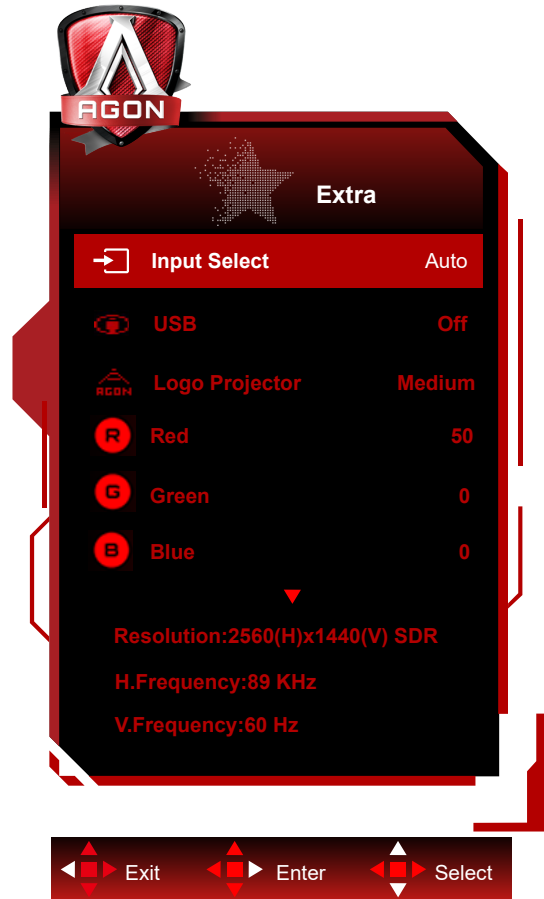 AGON
Extra
Input Select Auto
USB Off
AGON Logo Projector Medium
R Red 50
G Green 0
B Blue 0
Resolution:2560(H)x1440(V) SDR
H.Frequency:89 KHz
V.Frequency:60 Hz
Exit Enter Select